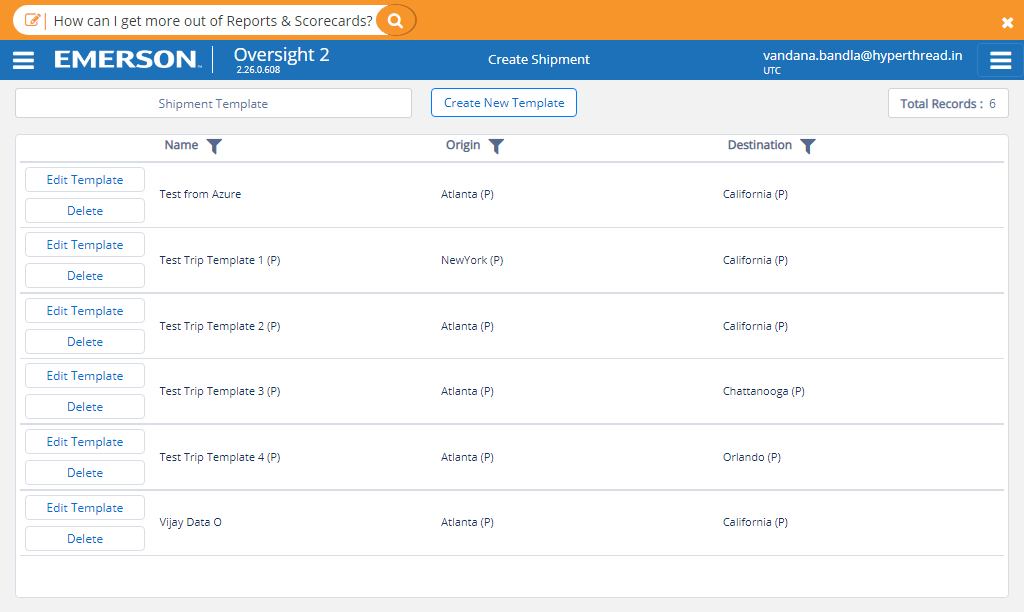 How can I get more out of Reports & Scorecards?
EMERSON
Oversight 2
2.26.0.608
Create Shipment
vandana.bandla@hyperthread.in
UTC
Shipment Template
Create New Template
Total Records : 6
Name Origin Destination
Edit Template
Delete
Test from Azure Atlanta (P) California (P)
Edit Template
Delete
Test Trip Template 1 (P) NewYork (P) California (P)
Edit Template
Delete
Test Trip Template 2 (P) Atlanta (P) California (P)
Edit Template
Delete
Test Trip Template 3 (P) Atlanta (P) Chattanooga (P)
Edit Template
Delete
Test Trip Template 4 (P) Atlanta (P) Orlando (P)
Edit Template
Delete
Vijay Data O Atlanta (P) California (P)